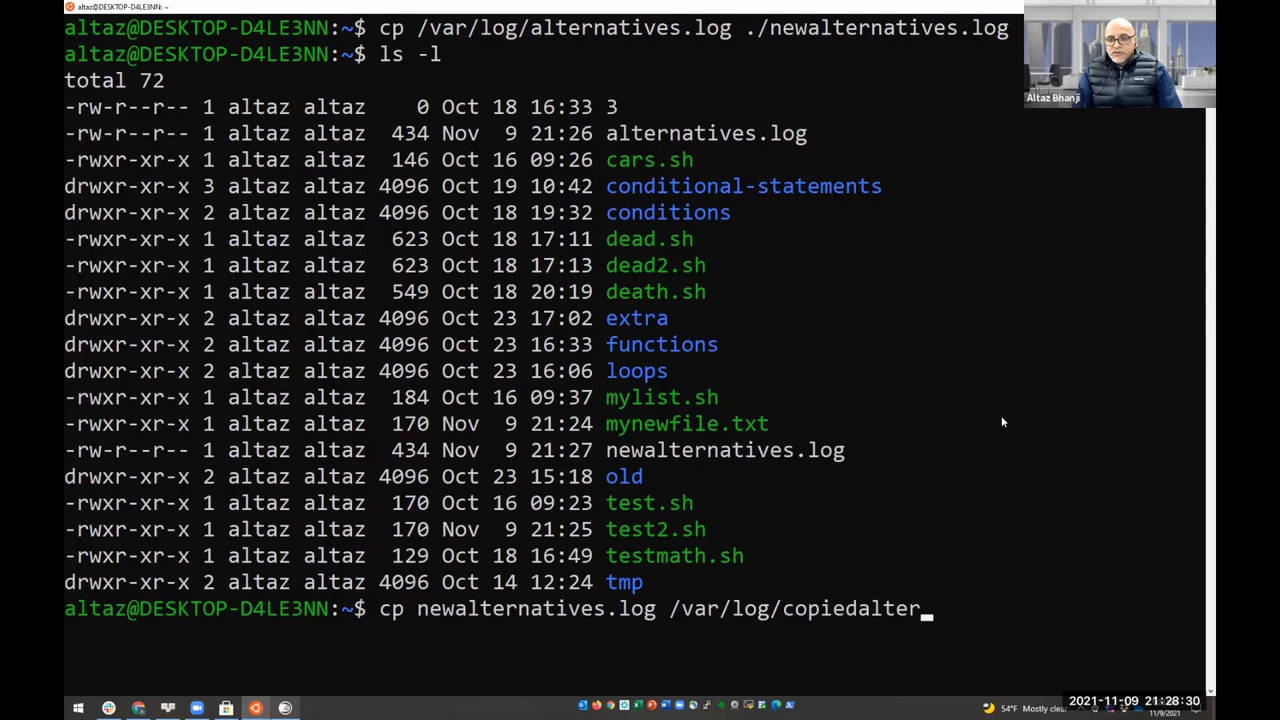 altaz@DESKTOP-D4LE3NN: ~
altaz@DESKTOP-D4LE3NN:~$ cp /var/log/alternatives.log ./newalternatives.log
altaz@DESKTOP-D4LE3NN:~$ ls -l
total 72
-rw-r--r-- 1 altaz altaz    0 Oct 18 16:33 3
-rw-r--r-- 1 altaz altaz  434 Nov  9 21:26 alternatives.log
-rwxr-xr-x 1 altaz altaz  146 Oct 16 09:26 cars.sh
drwxr-xr-x 3 altaz altaz 4096 Oct 19 10:42 conditional-statements
drwxr-xr-x 2 altaz altaz 4096 Oct 18 19:32 conditions
-rwxr-xr-x 1 altaz altaz  623 Oct 18 17:11 dead.sh
-rwxr-xr-x 1 altaz altaz  623 Oct 18 17:13 dead2.sh
-rwxr-xr-x 1 altaz altaz  549 Oct 18 20:19 death.sh
drwxr-xr-x 2 altaz altaz 4096 Oct 23 17:02 extra
drwxr-xr-x 2 altaz altaz 4096 Oct 23 16:33 functions
drwxr-xr-x 2 altaz altaz 4096 Oct 23 16:06 loops
-rwxr-xr-x 1 altaz altaz  184 Oct 16 09:37 mylist.sh
-rwxr-xr-x 1 altaz altaz  170 Nov  9 21:24 mynewfile.txt
-rw-r--r-- 1 altaz altaz  434 Nov  9 21:27 newalternatives.log
drwxr-xr-x 2 altaz altaz 4096 Oct 23 15:18 old
-rwxr-xr-x 1 altaz altaz  170 Oct 16 09:23 test.sh
-rwxr-xr-x 1 altaz altaz  170 Nov  9 21:25 test2.sh
-rwxr-xr-x 1 altaz altaz  129 Oct 18 16:49 testmath.sh
drwxr-xr-x 2 altaz altaz 4096 Oct 14 12:24 tmp
altaz@DESKTOP-D4LE3NN:~$ cp newalternatives.log /var/log/copiedalter
Altaz Bhanji
54°F Mostly clear
2021-11-09 21:28:30
11/9/2021